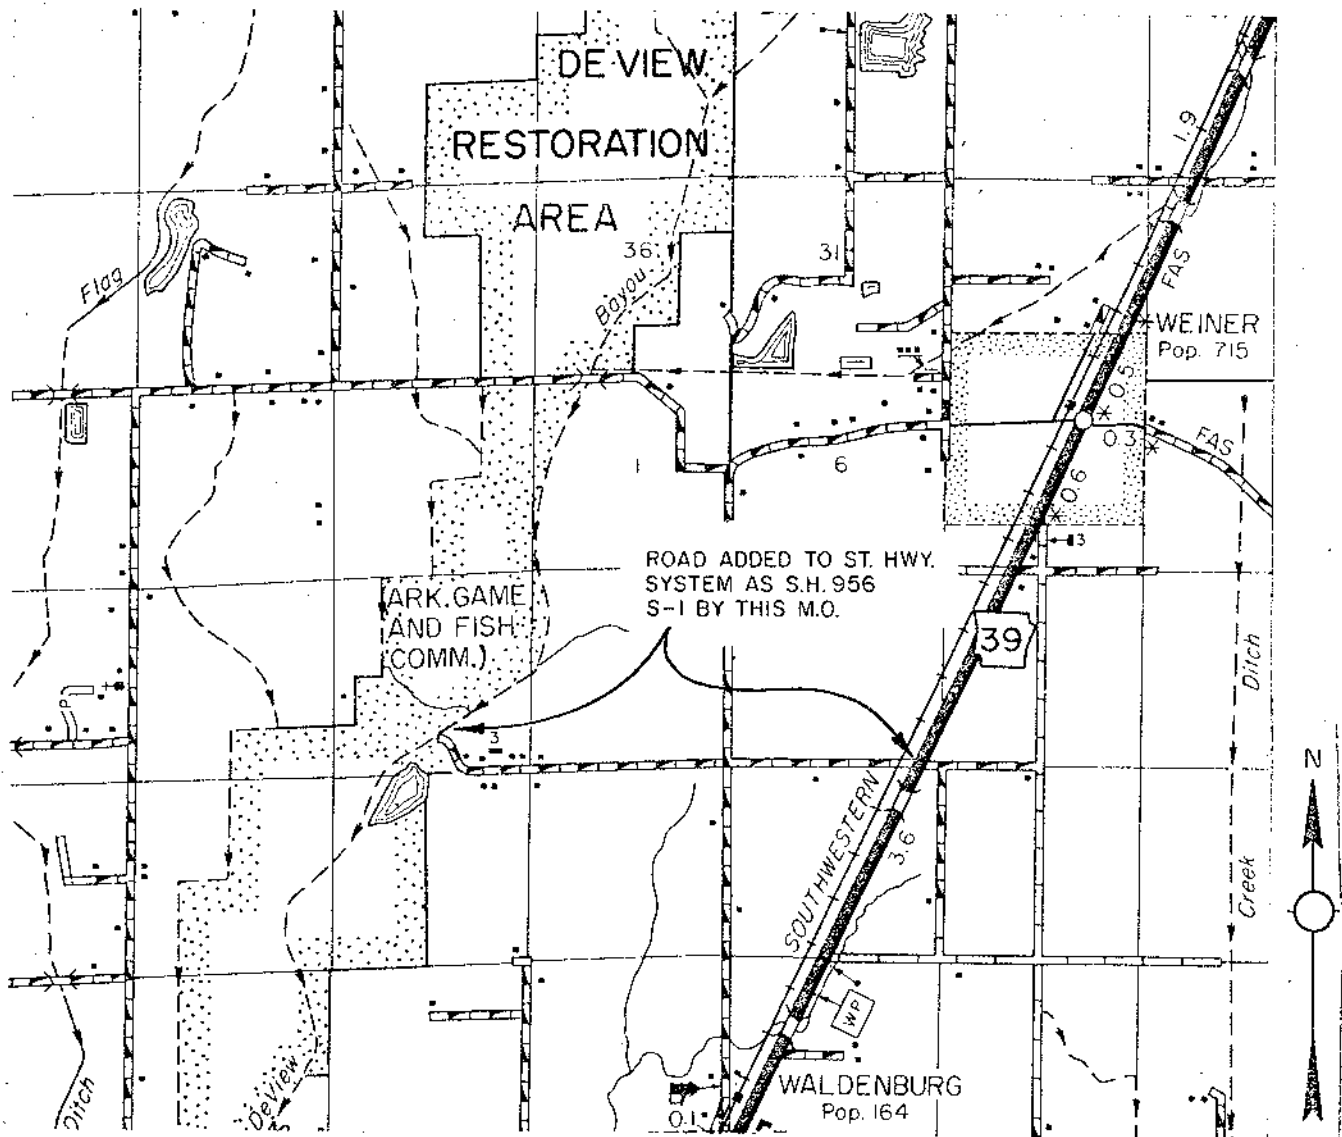 DE VIEW
RESTORATION
AREA
1.9
36
31
Flag
Bayou
FAS
WEINER
Pop. 715
0.5
0.3
FAS
1
6
0.6
3
ROAD ADDED TO ST. HWY.
SYSTEM AS S.H. 956
S-1 BY THIS M.O.
(ARK. GAME
AND FISH
COMM.)
39
Ditch
P
3
N
SOUTHWESTERN
3.6
Creek
WP
WALDENBURG
Pop. 164
0.1
Ditch
DeView